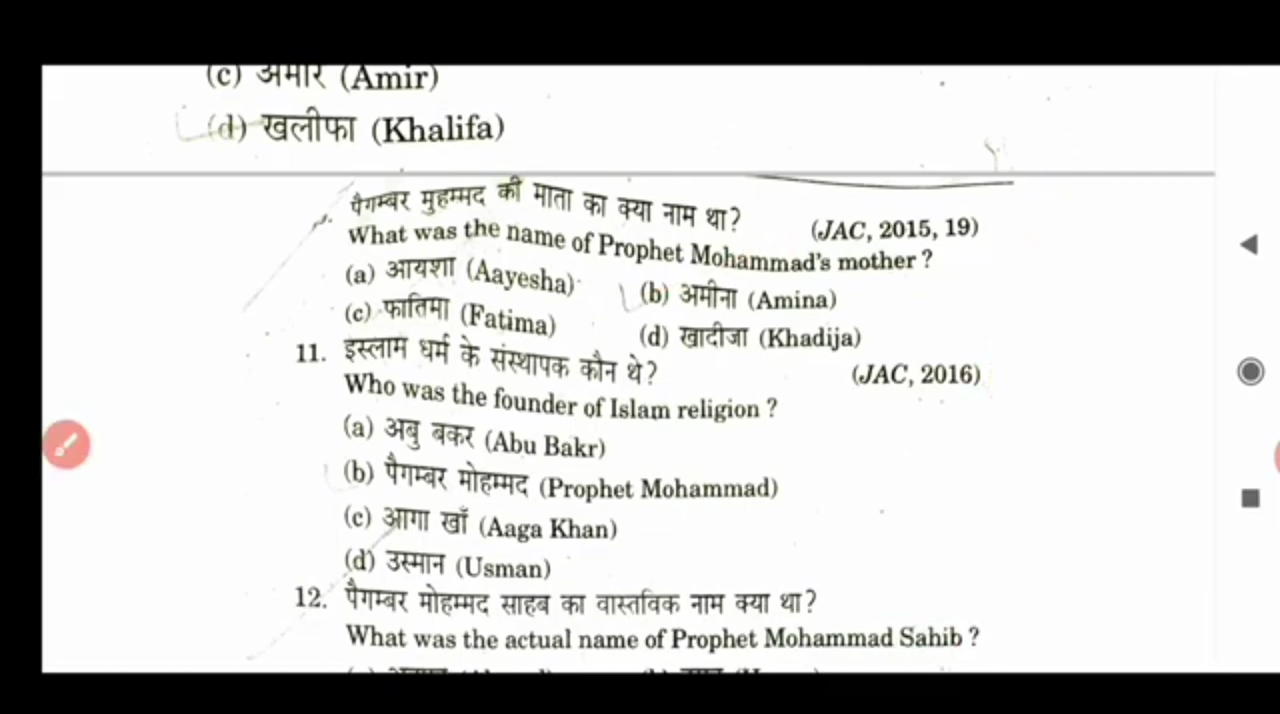 (c) अमीर (Amir)
(d) खलीफा (Khalifa)
पैगम्बर मुहम्मद की माता का क्या नाम था? (JAC, 2015, 19)
What was the name of Prophet Mohammad's mother ?
(a) आयशा (Aayesha) (b) अमीना (Amina)
(c) फातिमा (Fatima) (d) खादीजा (Khadija)
11. इस्लाम धर्म के संस्थापक कौन थे? (JAC, 2016)
Who was the founder of Islam religion ?
(a) अबु बकर (Abu Bakr)
(b) पैगम्बर मोहम्मद (Prophet Mohammad)
(c) आगा खाँ (Aaga Khan)
(d) उस्मान (Usman)
12. पैगम्बर मोहम्मद साहब का वास्तविक नाम क्या था?
What was the actual name of Prophet Mohammad Sahib ?